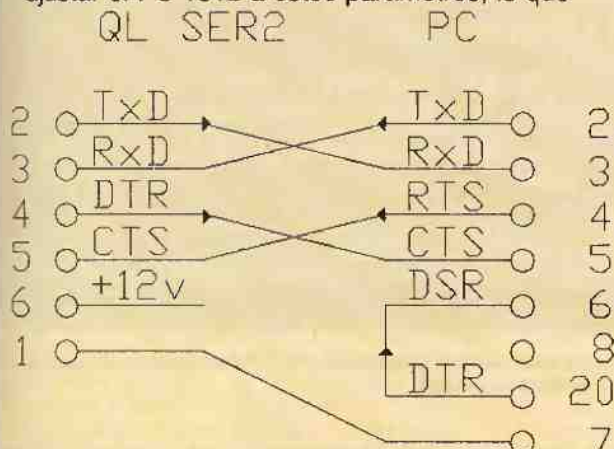 QL SER2 PC
2 TxD TxD 2
3 RxD RxD 3
4 DTR RTS 4
5 CTS CTS 5
6 +12v DSR 6
1 8
DTR 20
7